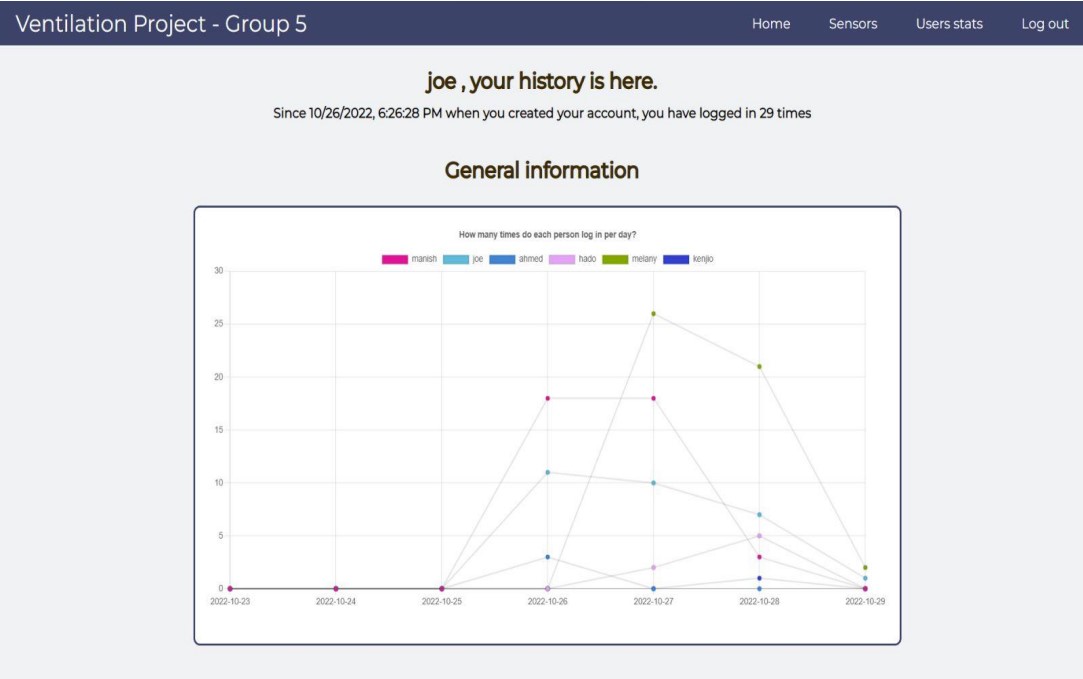 Ventilation Project - Group 5 Home Sensors Users stats Log out
joe , your history is here.
Since 10/26/2022, 6:26:28 PM when you created your account, you have logged in 29 times
General information
How many times do each person log in per day?
manish joe ahmed hado melany kenjio
30
25
20
15
10
5
0
2022-10-23 2022-10-24 2022-10-25 2022-10-26 2022-10-27 2022-10-28 2022-10-29